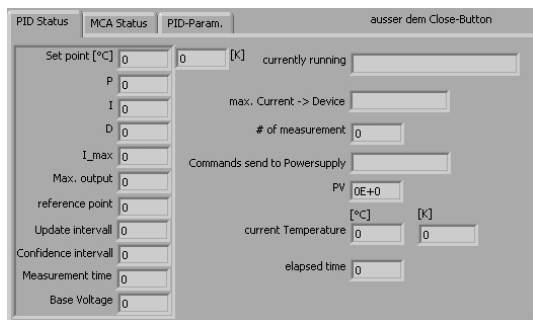 PID Status MCA Status PID-Param. ausser dem Close-Button
Set point [°C] 0 0 [K] currently running
P 0
max. Current -> Device
I 0
D 0 # of measurement 0
I_max 0
Commands send to Powersupply
Max. output 0
PV 0E+0
reference point 0
[°C] [K]
Update intervall 0 current Temperature 0 0
Confidence intervall 0
elapsed time 0
Measurement time 0
Base Voltage 0